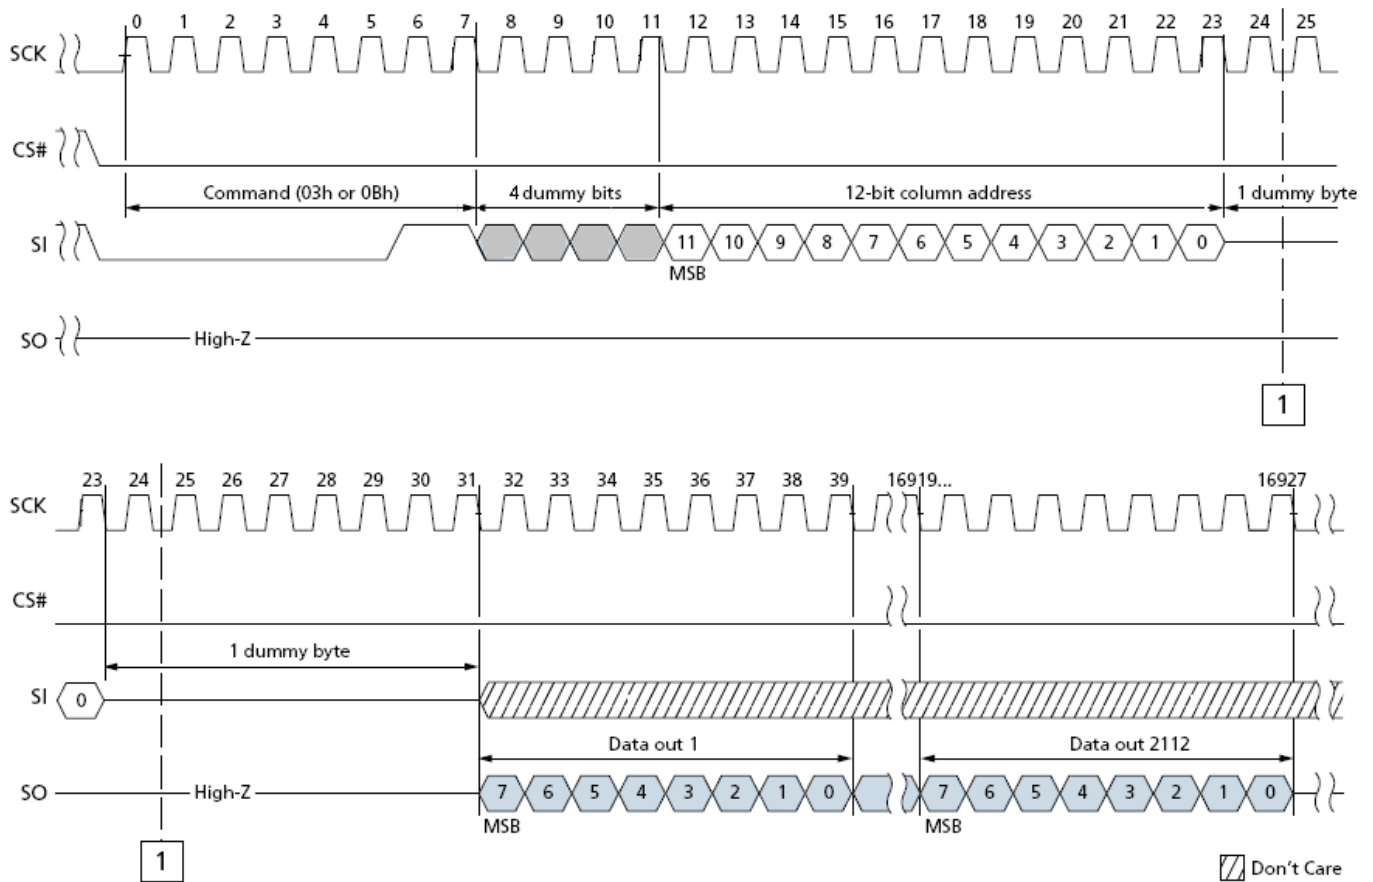 0 1 2 3 4 5 6 7 8 9 10 11 12 13 14 15 16 17 18 19 20 21 22 23 24 25
SCK
CS#
Command (03h or 0Bh) 4 dummy bits 12-bit column address 1 dummy byte
SI 11 10 9 8 7 6 5 4 3 2 1 0
MSB
SO High-Z
1
23 24 25 26 27 28 29 30 31 32 33 34 35 36 37 38 39 16919... 16927
SCK
CS#
1 dummy byte
SI 0
Data out 1 Data out 2112
SO High-Z 7 6 5 4 3 2 1 0 7 6 5 4 3 2 1 0
MSB MSB
1
Don't Care